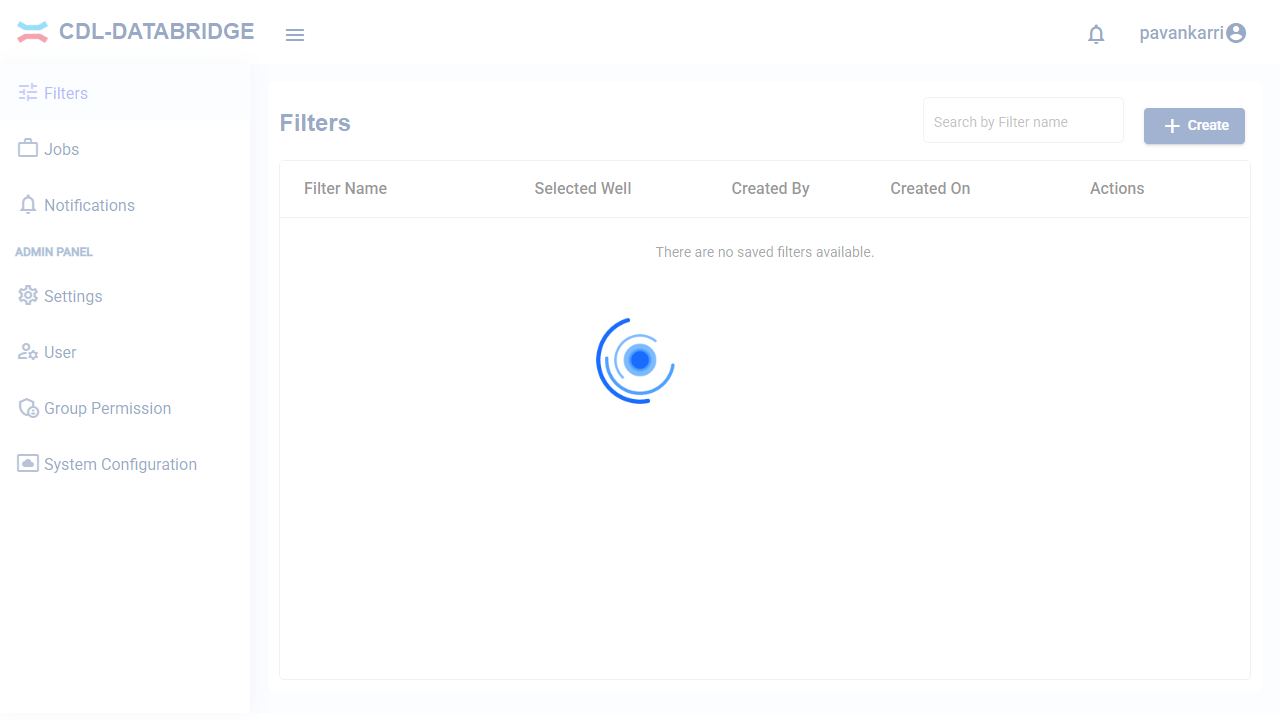 CDL-DATABRIDGE
pavankarri
Filters
Jobs
Notifications
ADMIN PANEL
Settings
User
Group Permission
System Configuration
Filters
Search by Filter name
Create
Filter Name Selected Well Created By Created On Actions
There are no saved filters available.